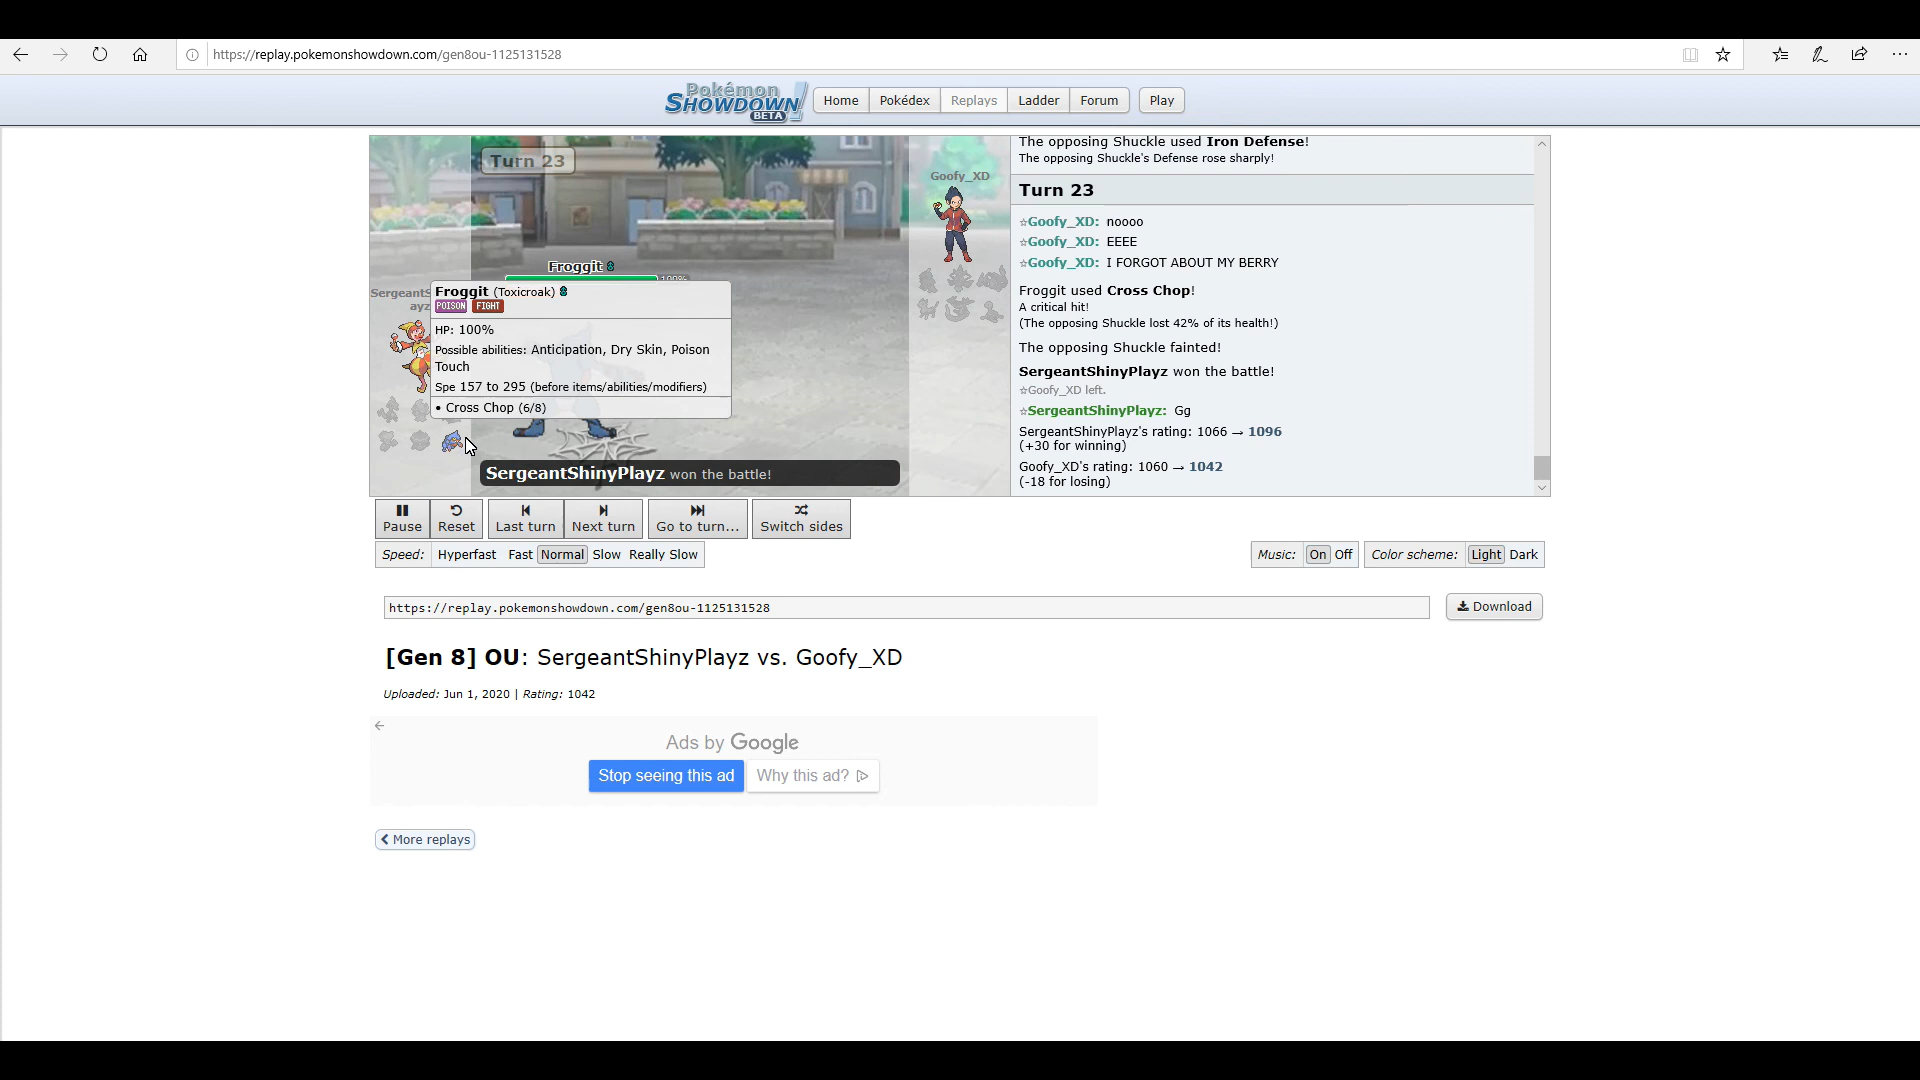 https://replay.pokemonshowdown.com/gen8ou-1125131528
Pokémon
SHOWDOWN!
BETA
Home Pokédex Replays Ladder Forum Play
Turn 23
Goofy_XD
Froggit
100%
SergeantS
ayz
Froggit (Toxicroak)
POISON FIGHT
HP: 100%
Possible abilities: Anticipation, Dry Skin, Poison
Touch
Spe 157 to 295 (before items/abilities/modifiers)
• Cross Chop (6/8)
SergeantShinyPlayz won the battle!
The opposing Shuckle used Iron Defense!
The opposing Shuckle's Defense rose sharply!
Turn 23
☆Goofy_XD: noooo
☆Goofy_XD: EEEE
☆Goofy_XD: I FORGOT ABOUT MY BERRY
Froggit used Cross Chop!
A critical hit!
(The opposing Shuckle lost 42% of its health!)
The opposing Shuckle fainted!
SergeantShinyPlayz won the battle!
☆Goofy_XD left.
☆SergeantShinyPlayz: Gg
SergeantShinyPlayz's rating: 1066 → 1096
(+30 for winning)
Goofy_XD's rating: 1060 → 1042
(-18 for losing)
Pause Reset Last turn Next turn Go to turn... Switch sides
Speed: Hyperfast Fast Normal Slow Really Slow
Music: On Off Color scheme: Light Dark
https://replay.pokemonshowdown.com/gen8ou-1125131528
Download
[Gen 8] OU: SergeantShinyPlayz vs. Goofy_XD
Uploaded: Jun 1, 2020 | Rating: 1042
Ads by Google
Stop seeing this ad Why this ad?
More replays